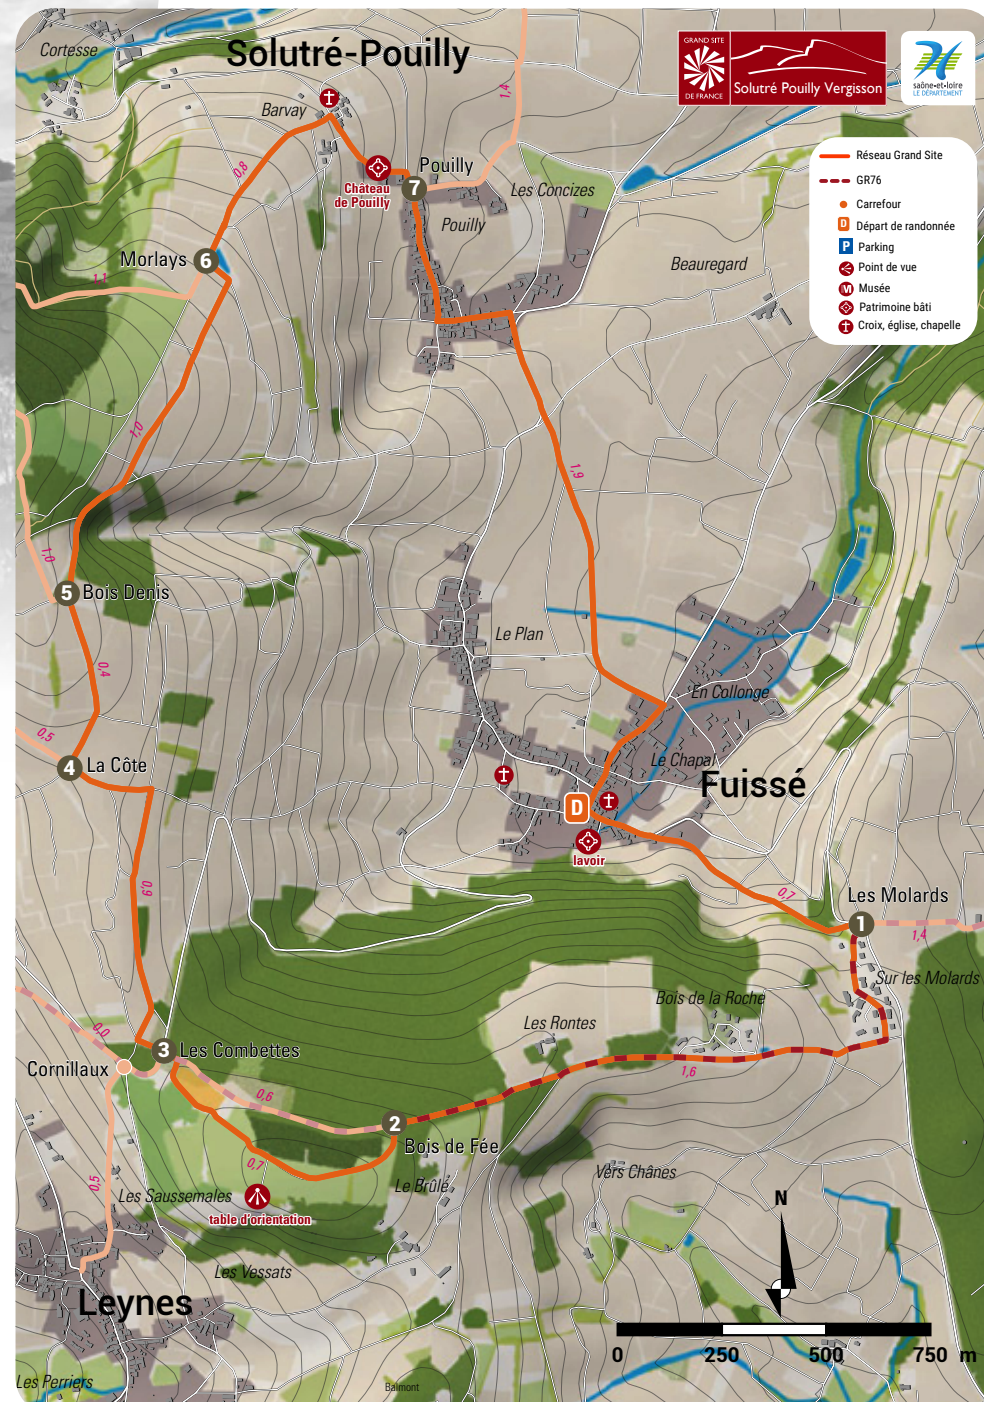 Cortesse
Solutré-Pouilly
GRAND SITE
DE FRANCE
Solutré Pouilly Vergisson
saône•et•loire
LE DÉPARTEMENT
Barvay
1,4
0,8
Château
de Pouilly
7
Pouilly
Les Concizes
Pouilly
Réseau Grand Site
GR76
Carrefour
D
Départ de randonnée
P
Parking
Point de vue
M
Musée
Patrimoine bâti
Croix, église, chapelle
Morlays
6
1,1
Beauregard
1,0
1,9
1,0
5
Bois Denis
Le Plan
0,4
En Collonge
0,5
4
La Côte
Le Chapal
Fuissé
D
lavoir
0,9
0,7
Les Molards
1
1,4
Sur les Molards
Bois de la Roche
Les Rontes
0,0
3
Les Combettes
Cornillaux
1,6
0,6
2
Bois de Fée
0,7
Vers Chânes
0,5
Les Saussemales
Le Brûlé
table d'orientation
N
Les Vessats
Leynes
0
250
500
750 m
Les Perriers
Balmont